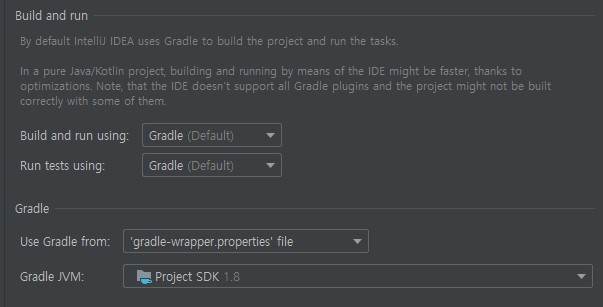 Build and run
By default IntelliJ IDEA uses Gradle to build the project and run the tasks.
In a pure Java/Kotlin project, building and running by means of the IDE might be faster, thanks to
optimizations. Note, that the IDE doesn't support all Gradle plugins and the project might not be built
correctly with some of them.
Build and run using: Gradle (Default)
Run tests using: Gradle (Default)
Gradle
Use Gradle from: 'gradle-wrapper.properties' file
Gradle JVM: Project SDK 1.8